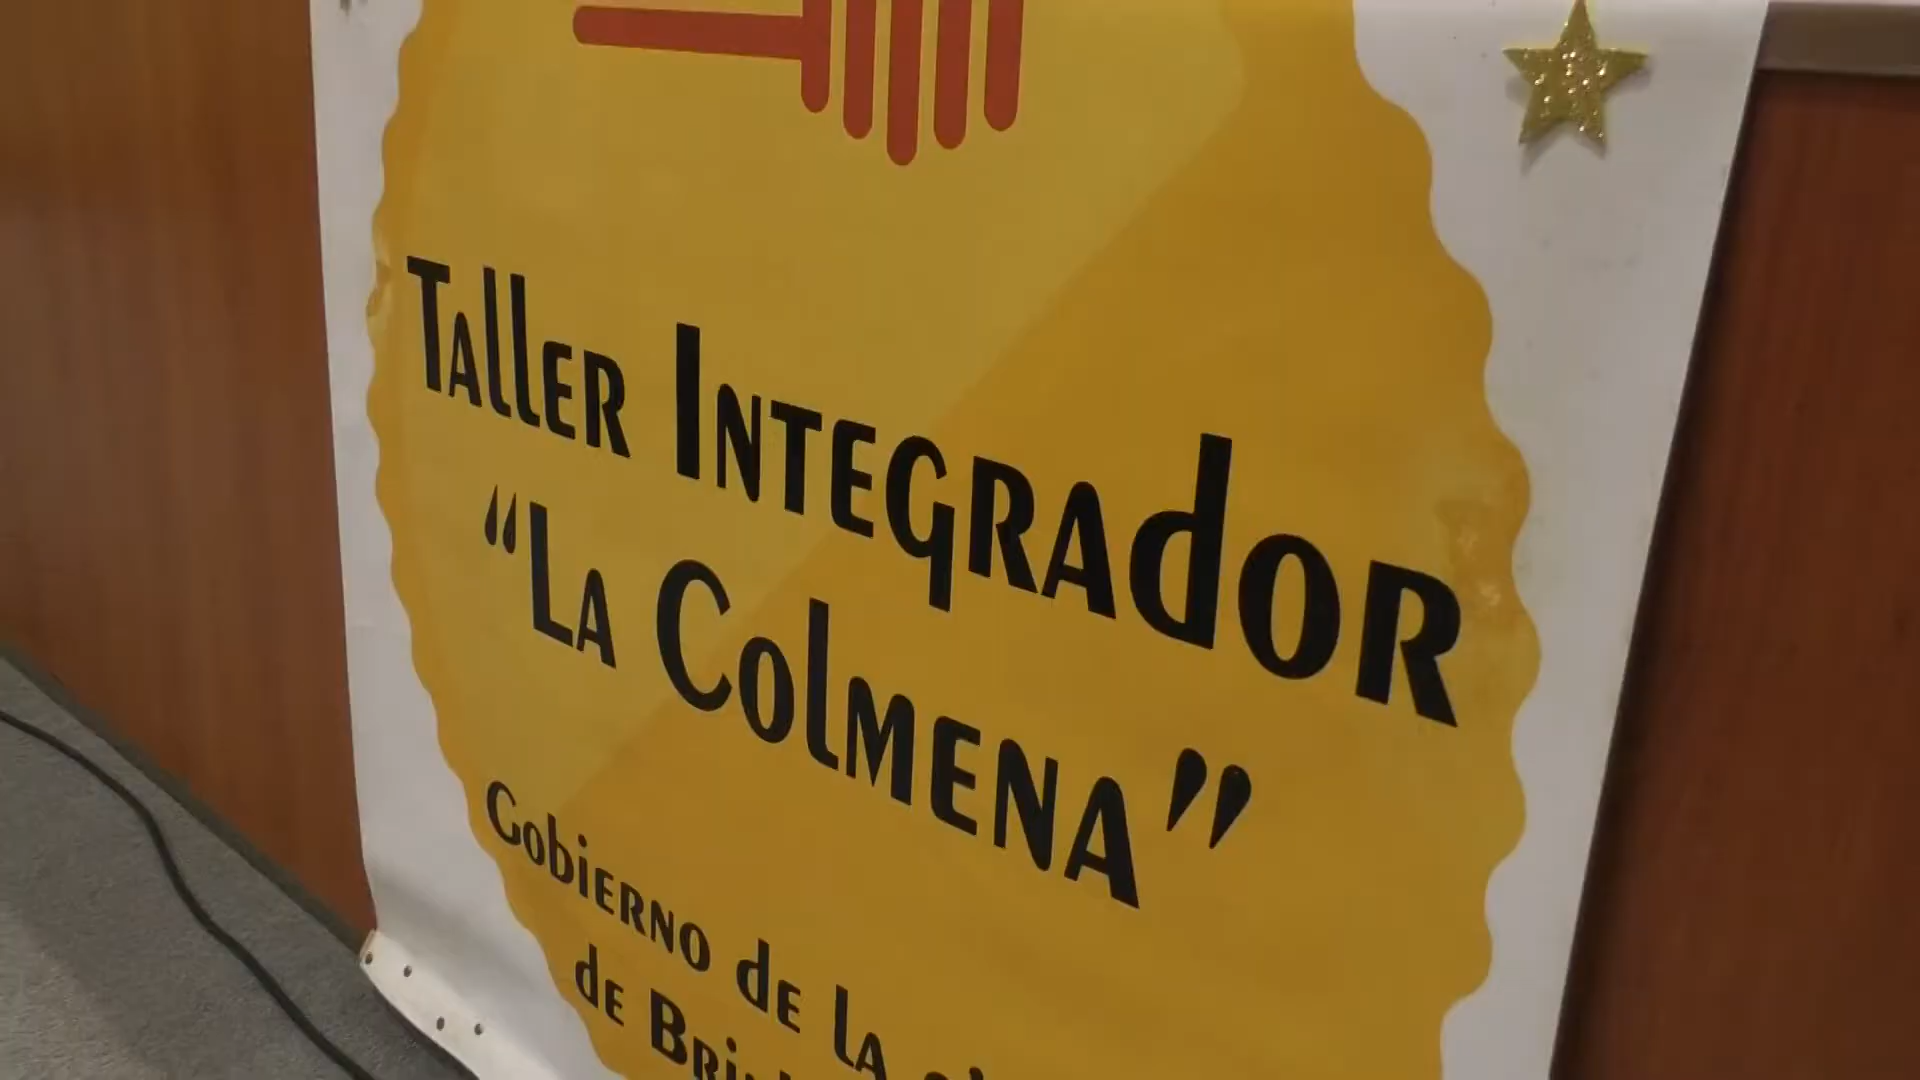 Taller Integrador
“La Colmena”
Gobierno de la
de